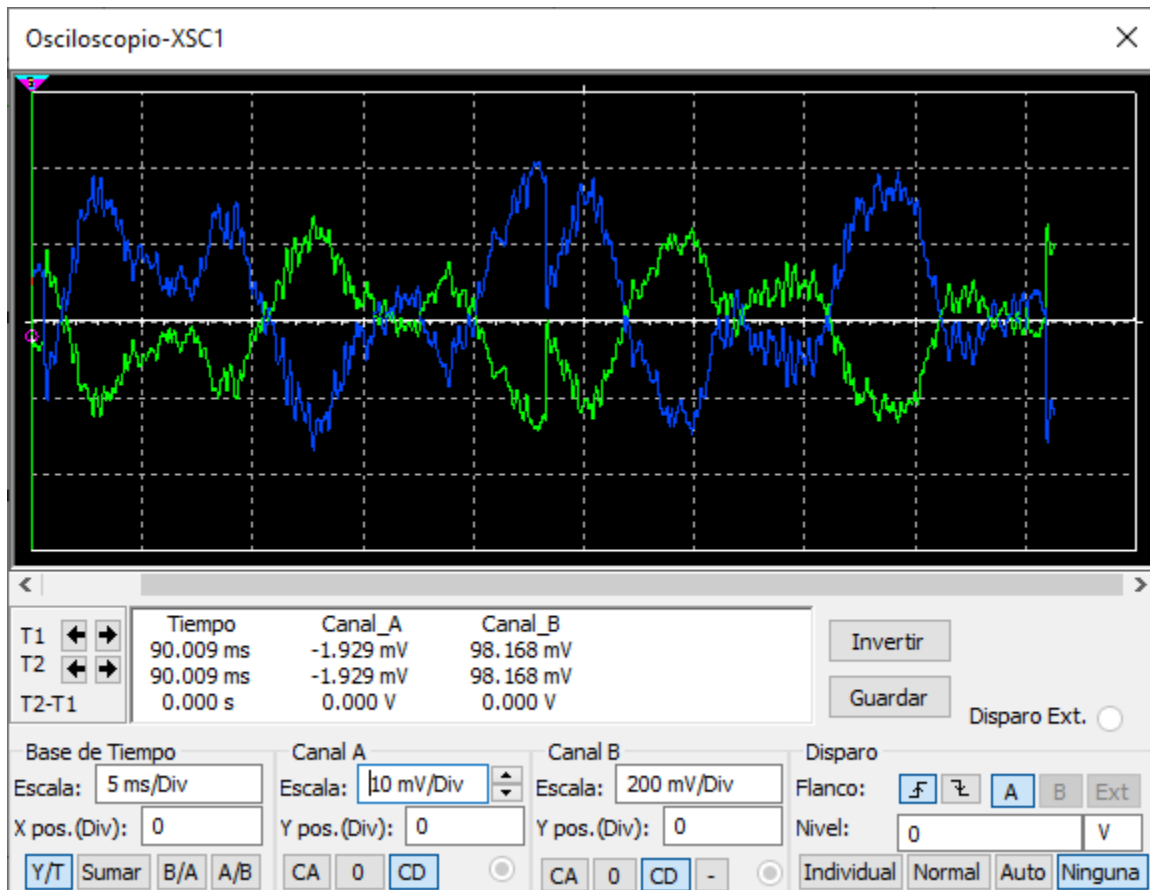 Osciloscopio-XSC1
Tiempo Canal_A Canal_B
T1 90.009 ms -1.929 mV 98.168 mV
T2 90.009 ms -1.929 mV 98.168 mV
T2-T1 0.000 s 0.000 V 0.000 V
Invertir
Guardar
Disparo Ext.
Base de Tiempo Canal A Canal B Disparo
Escala: 5 ms/Div Escala: 10 mV/Div Escala: 200 mV/Div Flanco: A B Ext
X pos.(Div): 0 Y pos.(Div): 0 Y pos.(Div): 0 Nivel: 0 V
Y/T Sumar B/A A/B CA 0 CD CA 0 CD - Individual Normal Auto Ninguna